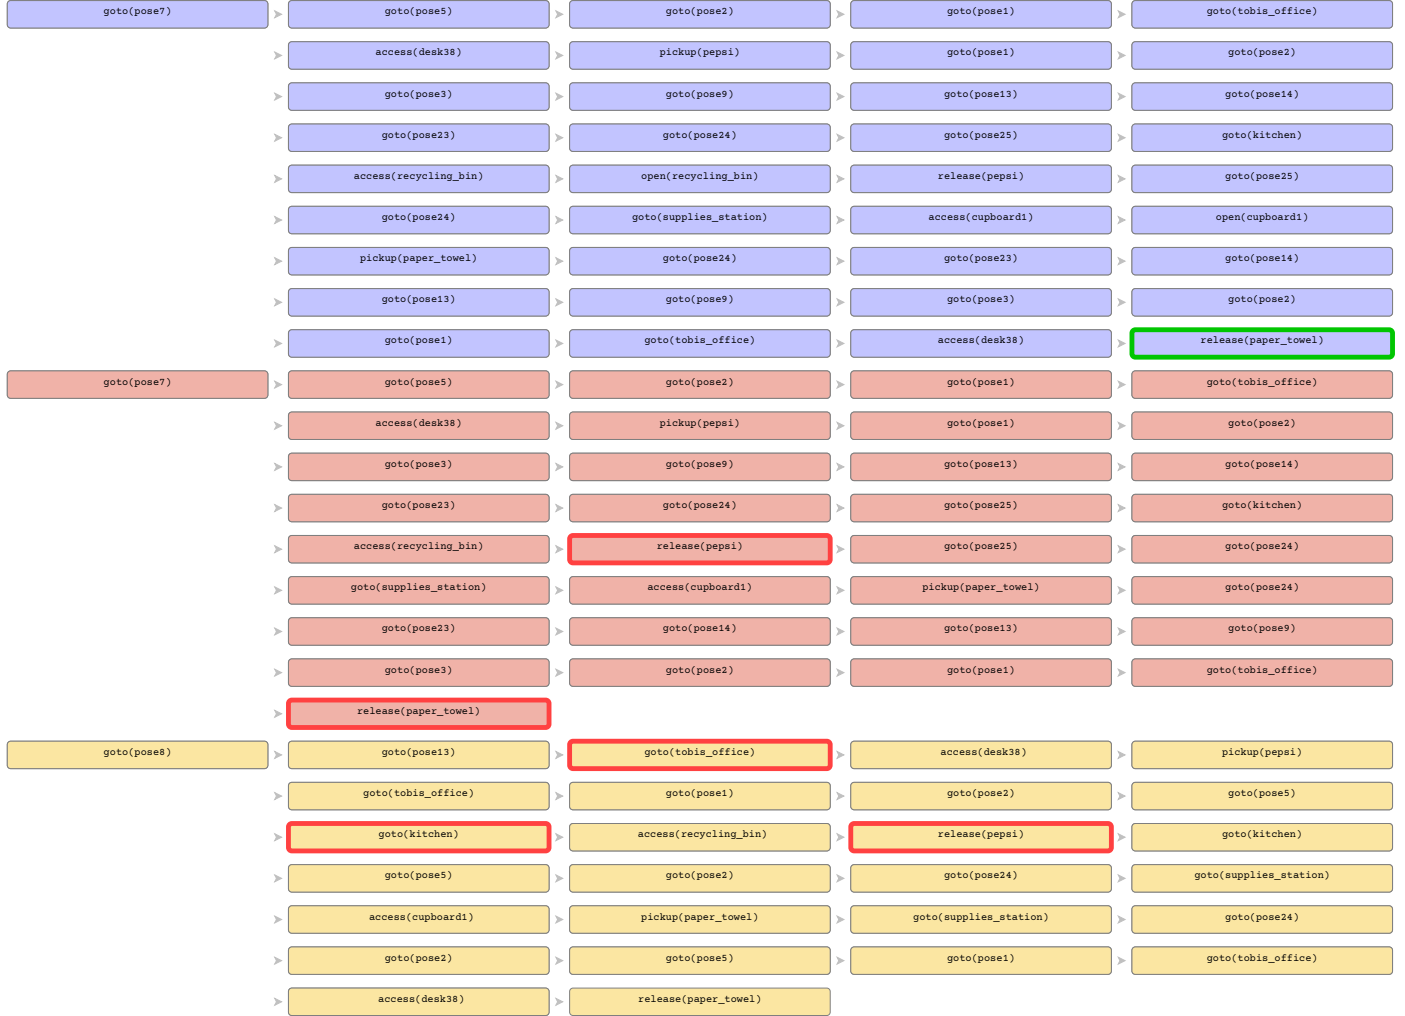 goto(pose7) goto(pose5) goto(pose2) goto(pose1) goto(tobis_office)
access(desk38) pickup(pepsi) goto(pose1) goto(pose2)
goto(pose3) goto(pose9) goto(pose13) goto(pose14)
goto(pose23) goto(pose24) goto(pose25) goto(kitchen)
access(recycling_bin) open(recycling_bin) release(pepsi) goto(pose25)
goto(pose24) goto(supplies_station) access(cupboard1) open(cupboard1)
pickup(paper_towel) goto(pose24) goto(pose23) goto(pose14)
goto(pose13) goto(pose9) goto(pose3) goto(pose2)
goto(pose1) goto(tobis_office) access(desk38) release(paper_towel)
goto(pose7) goto(pose5) goto(pose2) goto(pose1) goto(tobis_office)
access(desk38) pickup(pepsi) goto(pose1) goto(pose2)
goto(pose3) goto(pose9) goto(pose13) goto(pose14)
goto(pose23) goto(pose24) goto(pose25) goto(kitchen)
access(recycling_bin) release(pepsi) goto(pose25) goto(pose24)
goto(supplies_station) access(cupboard1) pickup(paper_towel) goto(pose24)
goto(pose23) goto(pose14) goto(pose13) goto(pose9)
goto(pose3) goto(pose2) goto(pose1) goto(tobis_office)
release(paper_towel)
goto(pose8) goto(pose13) goto(tobis_office) access(desk38) pickup(pepsi)
goto(tobis_office) goto(pose1) goto(pose2) goto(pose5)
goto(kitchen) access(recycling_bin) release(pepsi) goto(kitchen)
goto(pose5) goto(pose2) goto(pose24) goto(supplies_station)
access(cupboard1) pickup(paper_towel) goto(supplies_station) goto(pose24)
goto(pose2) goto(pose5) goto(pose1) goto(tobis_office)
access(desk38) release(paper_towel)